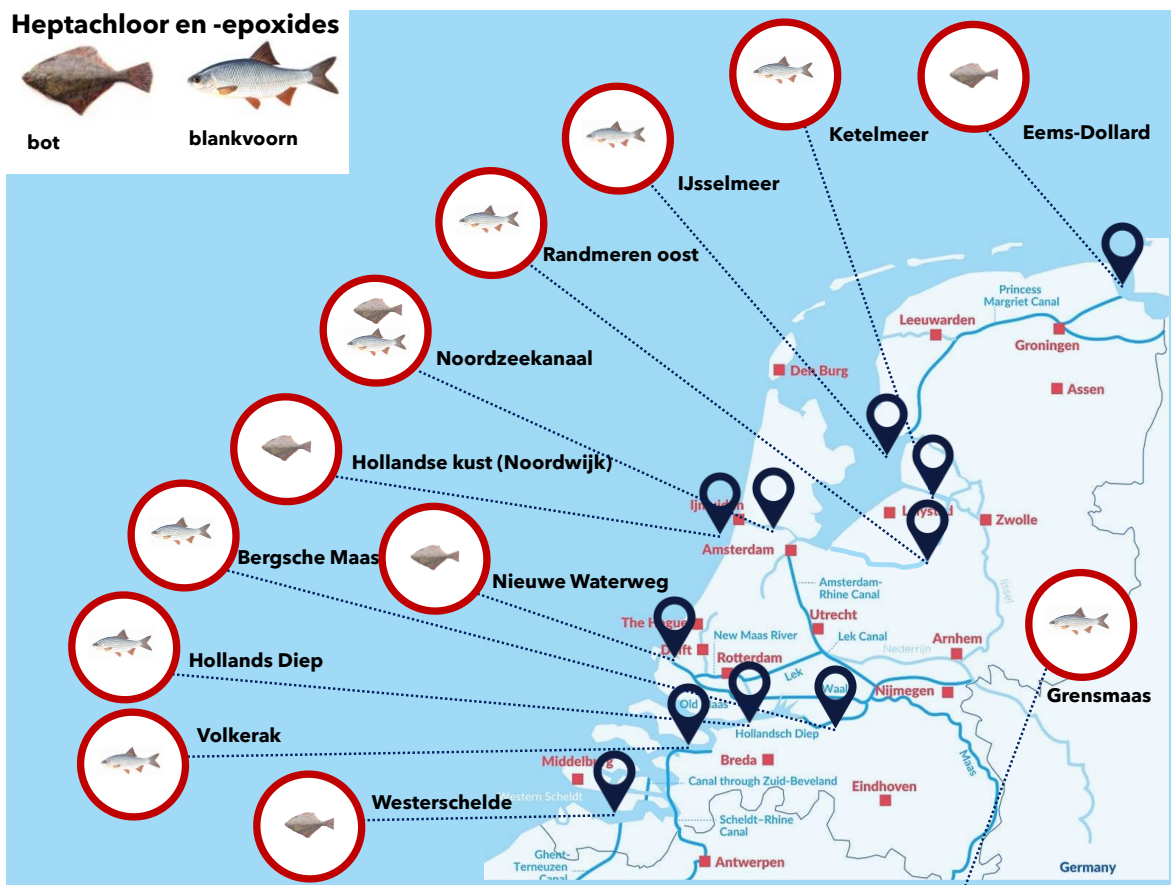 Heptachloor en -epoxides
bot
blankvoorn
Ketelmeer
Eems-Dollard
IJsselmeer
Randmeren oost
Noordzeekanaal
Hollandse kust (Noordwijk)
Bergsche Maas
Nieuwe Waterweg
Hollands Diep
Volkerak
Westerschelde
Grensmaas
Princess
Margriet Canal
Leeuwarden
Groningen
Den Burg
Assen
Zwolle
Amsterdam
IJssel
Amsterdam-
Rhine Canal
Utrecht
The Hague
New Maas River
Lek Canal
Arnhem
Nederrijn
Delft
Rotterdam
Lek
Waal
Nijmegen
Old Maas
Hollandsch Diep
Maas
Middelburg
Breda
Canal through Zuid-Beveland
Eindhoven
Western Scheldt
Scheldt–Rhine
Canal
Ghent-
Terneuzen
Canal
Antwerpen
Germany